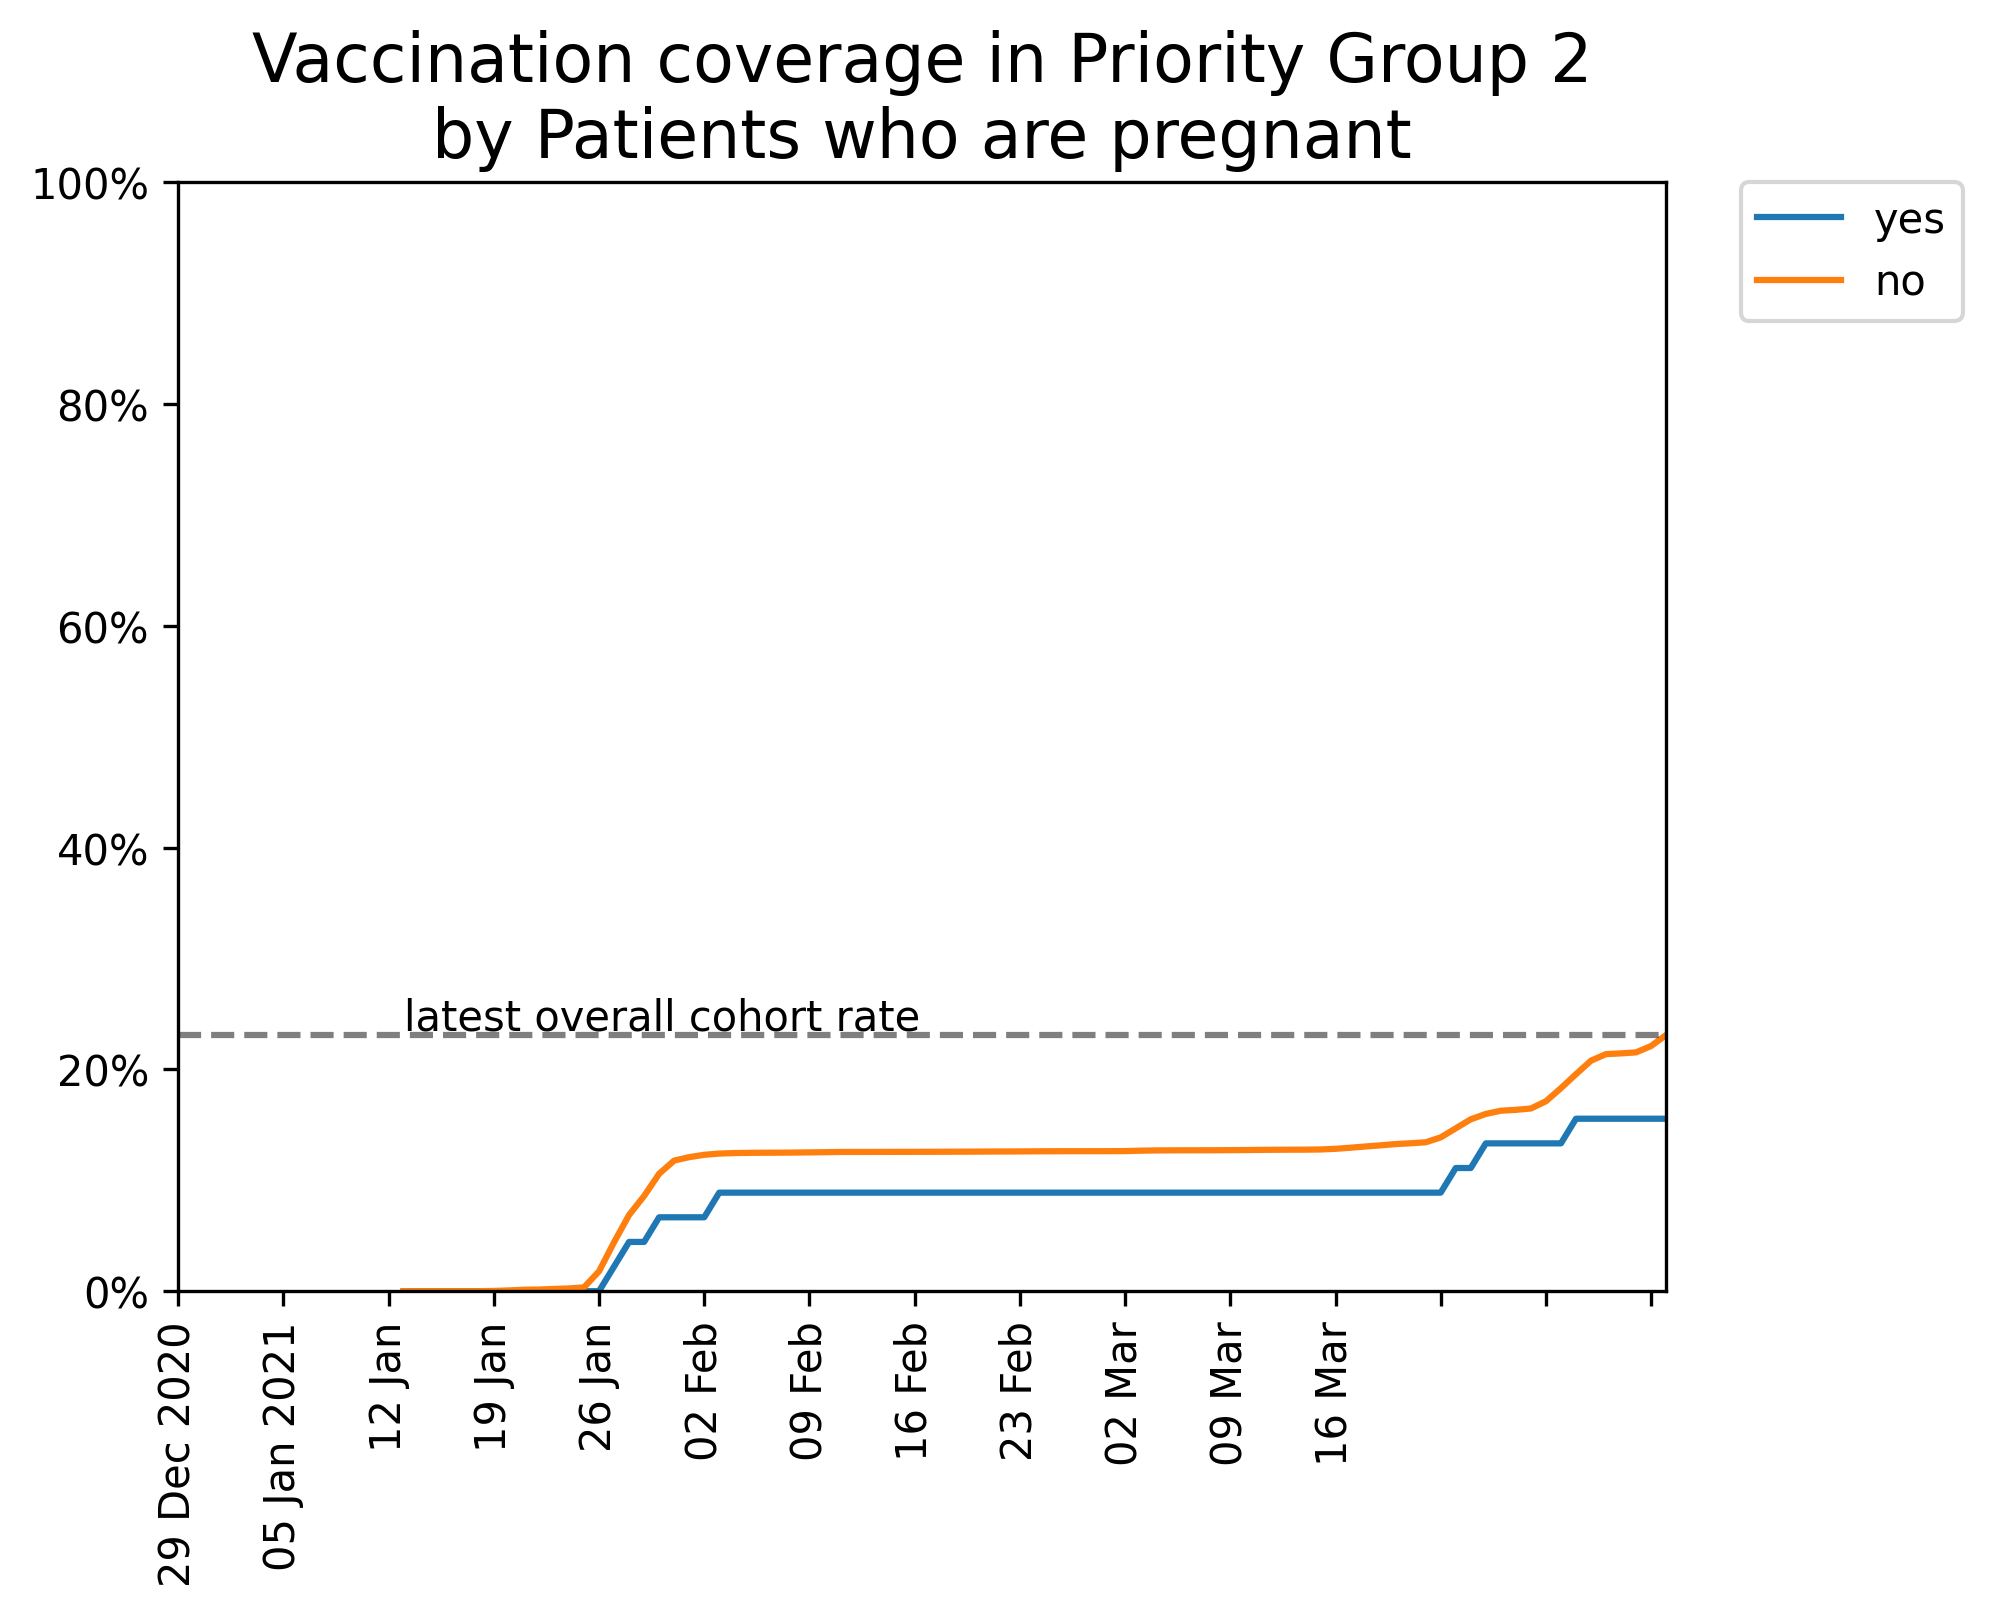 Vaccination coverage in Priority Group 2
by Patients who are pregnant
100%
80%
60%
40%
20%
0%
yes
no
latest overall cohort rate
29 Dec 2020
05 Jan 2021
12 Jan
19 Jan
26 Jan
02 Feb
09 Feb
16 Feb
23 Feb
02 Mar
09 Mar
16 Mar